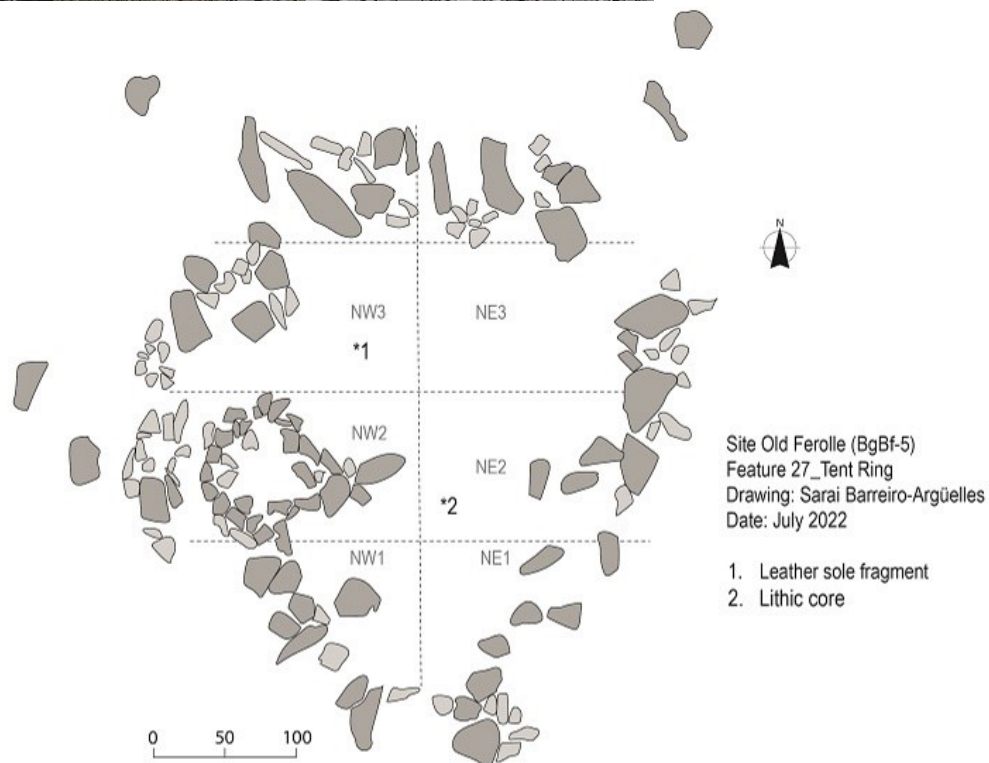 N
NW3
NE3
*1
NW2
NE2
*2
NW1
NE1
Site Old Ferolle (BgBf-5)
Feature 27_Tent Ring
Drawing: Sarai Barreiro-Argüelles
Date: July 2022
1. Leather sole fragment
2. Lithic core
0 50 100